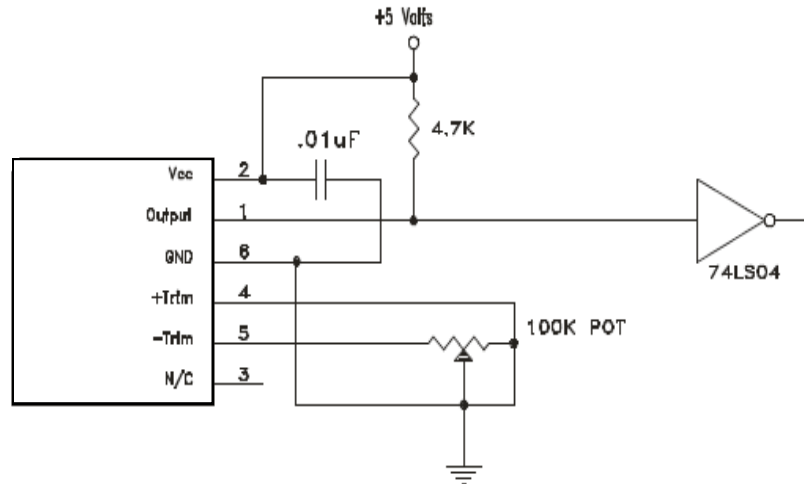 +5 Volts
4.7K
.01uF
Vcc 2
Output 1
GND 6
+Trim 4
-Trim 5
N/C 3
100K POT
74LS04